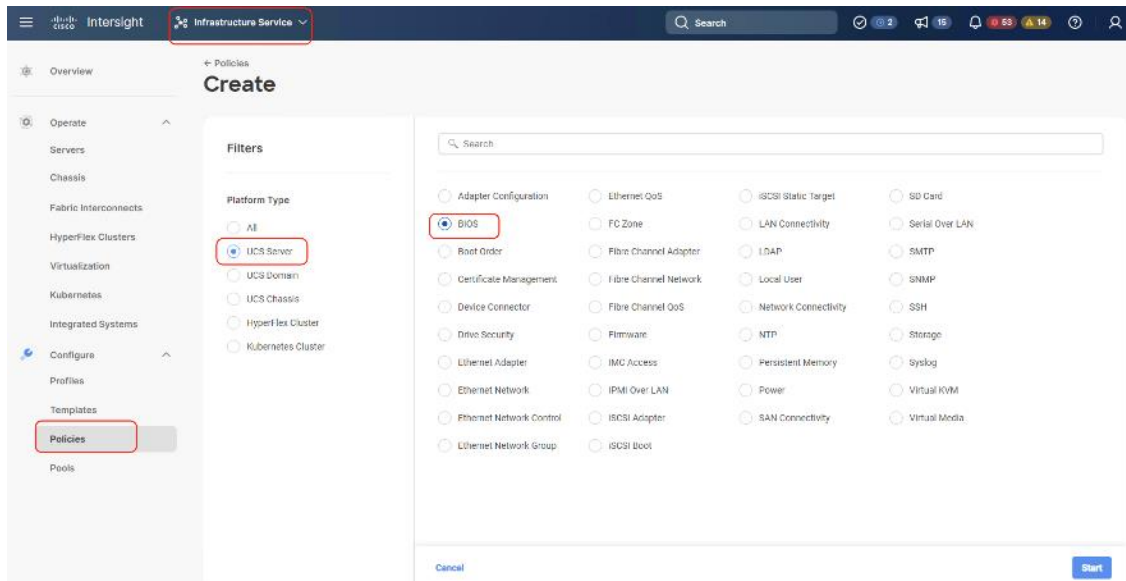 cisco Intersight
Infrastructure Service
Search
2
15
53
14
Overview
Operate
Servers
Chassis
Fabric Interconnects
HyperFlex Clusters
Virtualization
Kubernetes
Integrated Systems
Configure
Profiles
Templates
Policies
Pools
← Policies
Create
Filters
Platform Type
All
UCS Server
UCS Domain
UCS Chassis
HyperFlex Cluster
Kubernetes Cluster
Search
Adapter Configuration
BIOS
Boot Order
Certificate Management
Device Connector
Drive Security
Ethernet Adapter
Ethernet Network
Ethernet Network Control
Ethernet Network Group
Ethernet QoS
FC Zone
Fibre Channel Adapter
Fibre Channel Network
Fibre Channel QoS
Firmware
IMC Access
IPMI Over LAN
iSCSI Adapter
iSCSI Boot
iSCSI Static Target
LAN Connectivity
LDAP
Local User
Network Connectivity
NTP
Persistent Memory
Power
SAN Connectivity
SD Card
Serial Over LAN
SMTP
SNMP
SSH
Storage
Syslog
Virtual KVM
Virtual Media
Cancel
Start